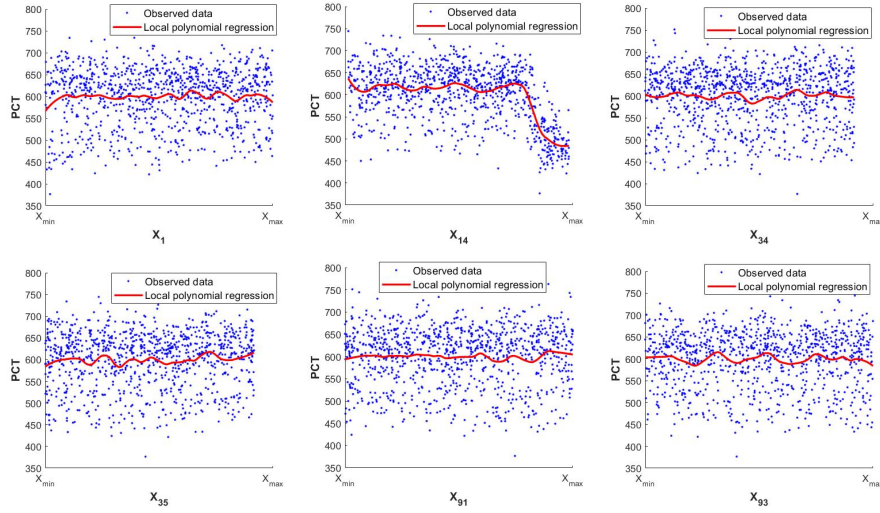 800
750
700
650
600
550
500
450
400
350
PCT
Observed data
Local polynomial regression
X_min
X_max
X_1
800
750
700
650
600
550
500
450
400
350
PCT
Observed data
Local polynomial regression
X_min
X_max
X_14
800
750
700
650
600
550
500
450
400
350
PCT
Observed data
Local polynomial regression
X_min
X_max
X_34
800
750
700
650
600
550
500
450
400
350
PCT
Observed data
Local polynomial regression
X_min
X_max
X_35
800
750
700
650
600
550
500
450
400
350
PCT
Observed data
Local polynomial regression
X_min
X_max
X_91
800
750
700
650
600
550
500
450
400
350
PCT
Observed data
Local polynomial regression
X_min
X_max
X_93